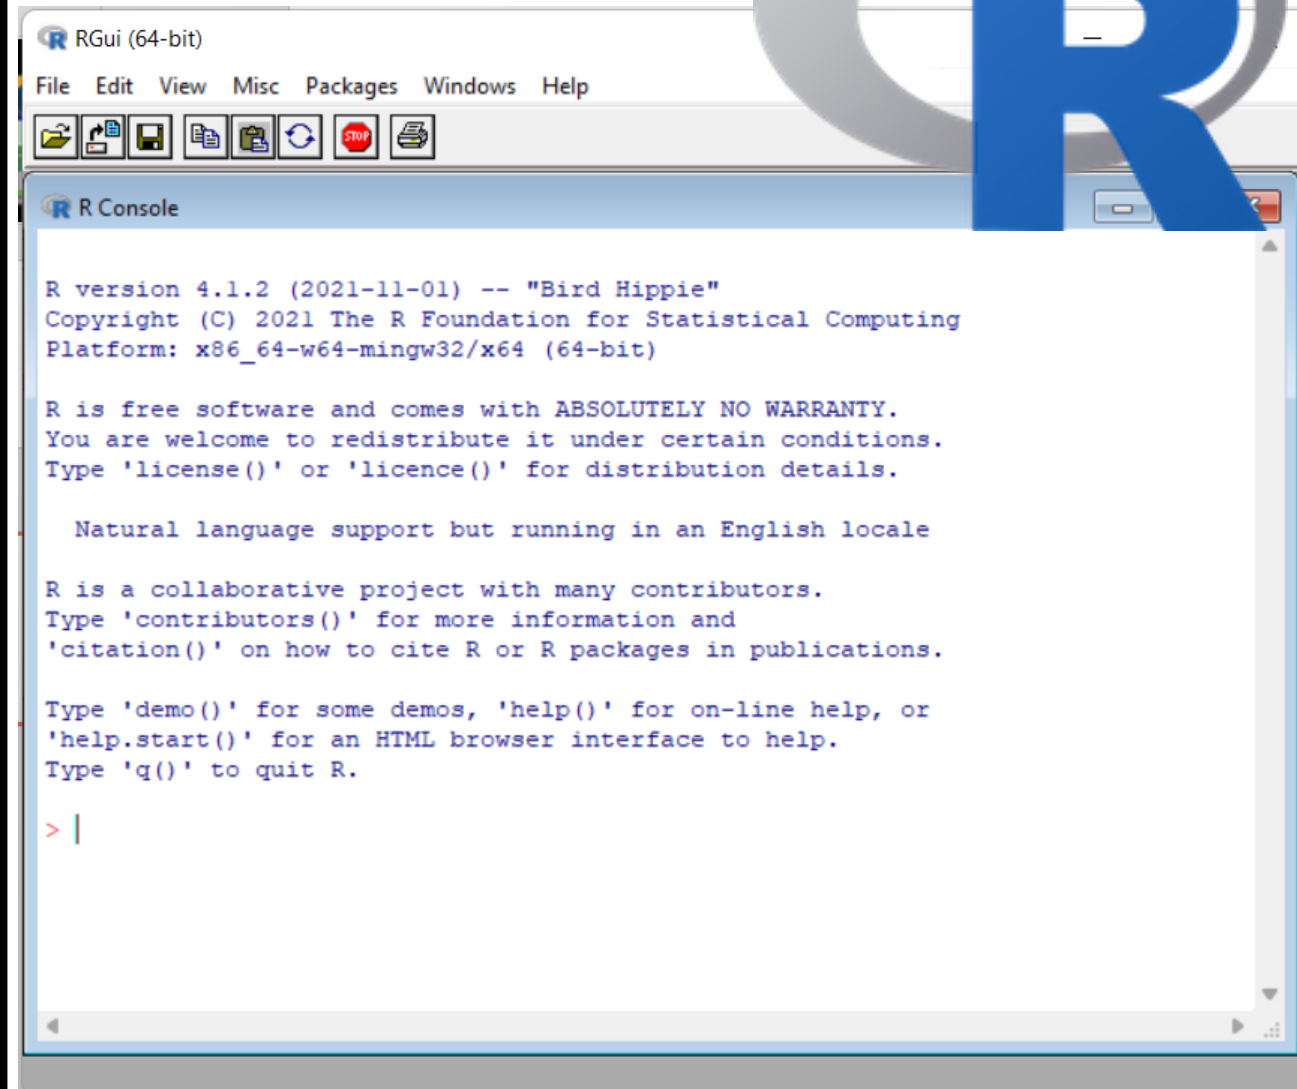 RGui (64-bit)
File Edit View Misc Packages Windows Help
STOP
R Console
R version 4.1.2 (2021-11-01) -- "Bird Hippie"
Copyright (C) 2021 The R Foundation for Statistical Computing
Platform: x86_64-w64-mingw32/x64 (64-bit)
R is free software and comes with ABSOLUTELY NO WARRANTY.
You are welcome to redistribute it under certain conditions.
Type 'license()' or 'licence()' for distribution details.
Natural language support but running in an English locale
R is a collaborative project with many contributors.
Type 'contributors()' for more information and
'citation()' on how to cite R or R packages in publications.
Type 'demo()' for some demos, 'help()' for on-line help, or
'help.start()' for an HTML browser interface to help.
Type 'q()' to quit R.
>
R